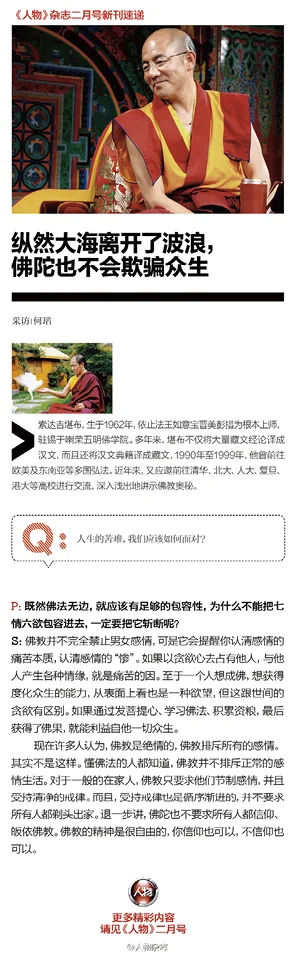 《人物》杂志二月号新刊速递
纵然大海离开了波浪，
佛陀也不会欺骗众生
采访|何瑫
索达吉堪布，生于1962年，依止法王如意宝晋美彭措为根本上师，
驻锡于喇荣五明佛学院。多年来，堪布不仅将大量藏文经论译成
汉文，而且还将汉文典籍译成藏文，1990年至1999年，他曾前往
欧美及东南亚等多国弘法。近年来，又应邀前往清华、北大、人大、复旦、
港大等高校进行交流，深入浅出地讲示佛教奥秘。
Q： 人生的苦难，我们应该如何面对？
P：既然佛法无边，就应该有足够的包容性，为什么不能把七
情六欲包容进去，一定要把它斩断呢？
S：佛教并不完全禁止男女感情，可是它会提醒你认清感情的
痛苦本质，认清感情的“惨”。如果以贪欲心去占有他人，与他
人产生各种情缘，就是痛苦的因。至于一个人想成佛，想获得
度化众生的能力，从表面上看也是一种欲望，但这跟世间的
贪欲有区别。如果通过发菩提心、学习佛法、积累资粮，最后
获得了佛果，就能利益自他一切众生。
现在许多人认为，佛教是绝情的，佛教排斥所有的感情。
其实不是这样。懂佛法的人都知道，佛教并不排斥正常的感
情生活。对于一般的在家人，佛教只要求他们节制感情，并且
受持清净的戒律。而且，受持戒律也是循序渐进的，并不要求
所有人都剃头出家。退一步讲，佛陀也不要求所有人都信仰、
皈依佛教。佛教的精神是很自由的，你信仰也可以，不信仰也
可以。
人物
更多精彩内容
请见《人物》二月号
@人物杂志